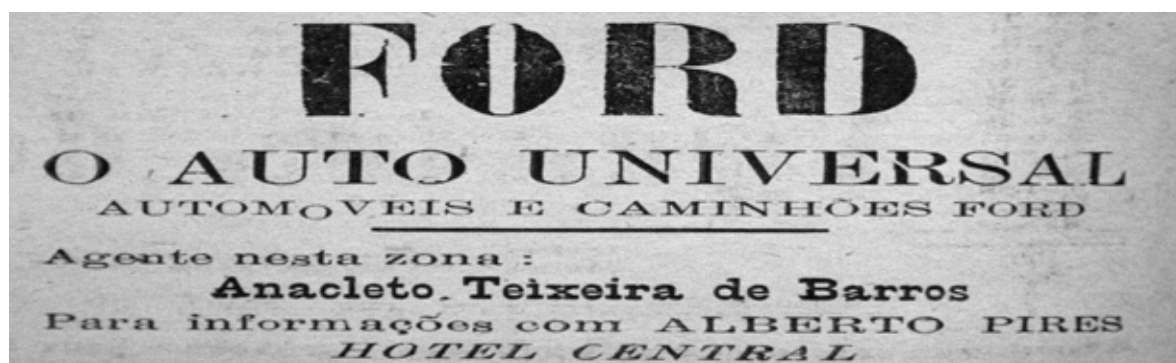 FORD
O AUTO UNIVERSAL
AUTOMOVEIS E CAMINHÕES FORD
Agente nesta zona :
Anacleto. Teixeira de Barros
Para informações com ALBERTO PIRES
HOTEL CENTRAL